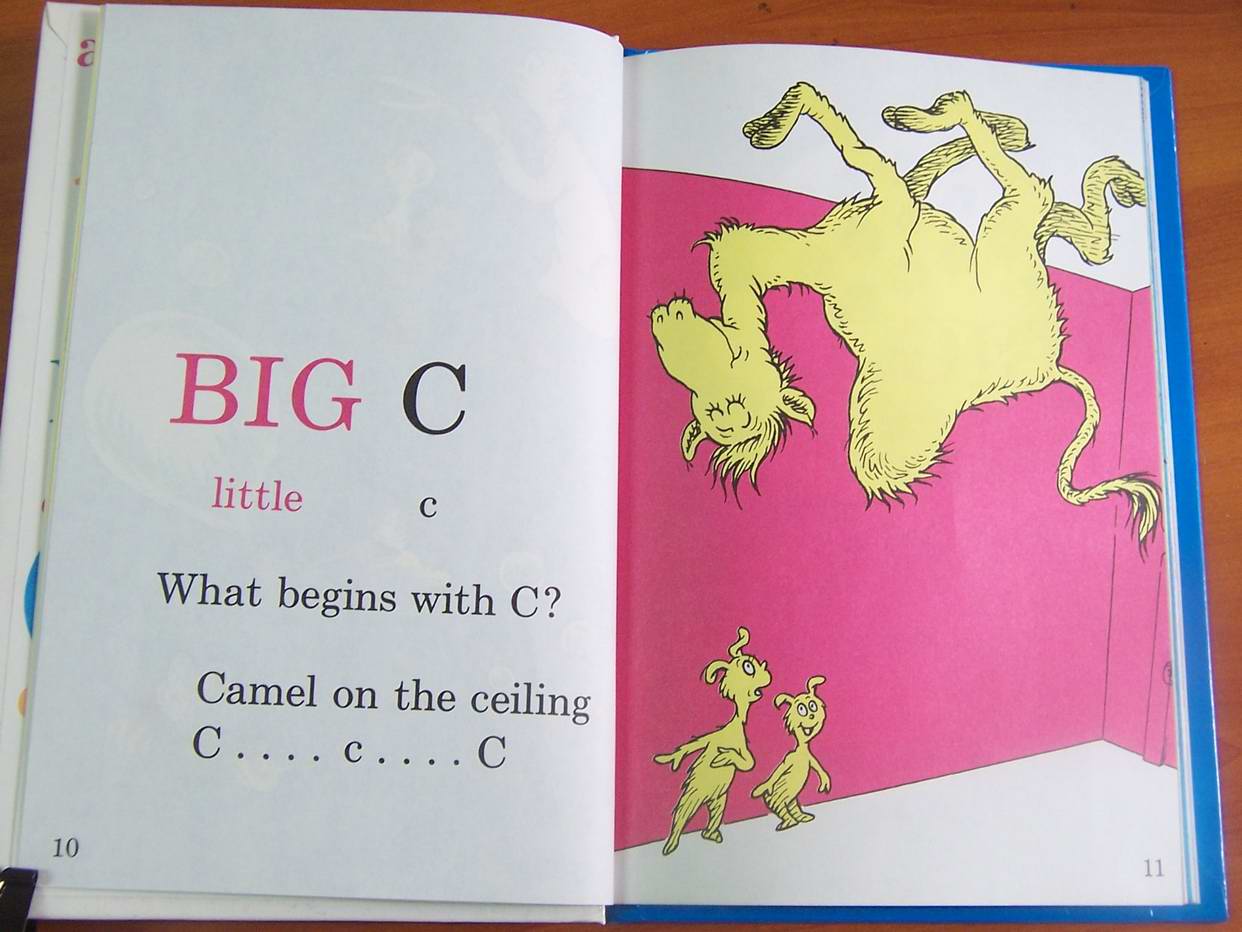 a
BIG C
little c
What begins with C?
Camel on the ceiling
C . . . . c . . . . C
10
11